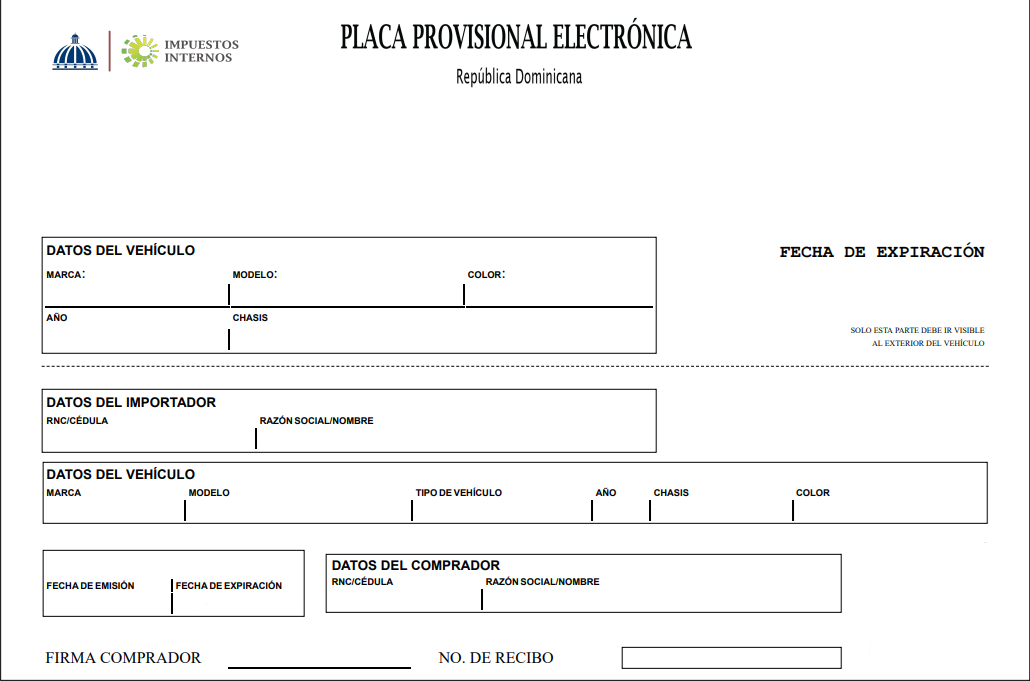 IMPUESTOS
INTERNOS
PLACA PROVISIONAL ELECTRÓNICA
República Dominicana
DATOS DEL VEHÍCULO
MARCA: MODELO: COLOR:
AÑO CHASIS
FECHA DE EXPIRACIÓN
SOLO ESTA PARTE DEBE IR VISIBLE
AL EXTERIOR DEL VEHÍCULO
DATOS DEL IMPORTADOR
RNC/CÉDULA RAZÓN SOCIAL/NOMBRE
DATOS DEL VEHÍCULO
MARCA MODELO TIPO DE VEHÍCULO AÑO CHASIS COLOR
FECHA DE EMISIÓN FECHA DE EXPIRACIÓN
DATOS DEL COMPRADOR
RNC/CÉDULA RAZÓN SOCIAL/NOMBRE
FIRMA COMPRADOR NO. DE RECIBO